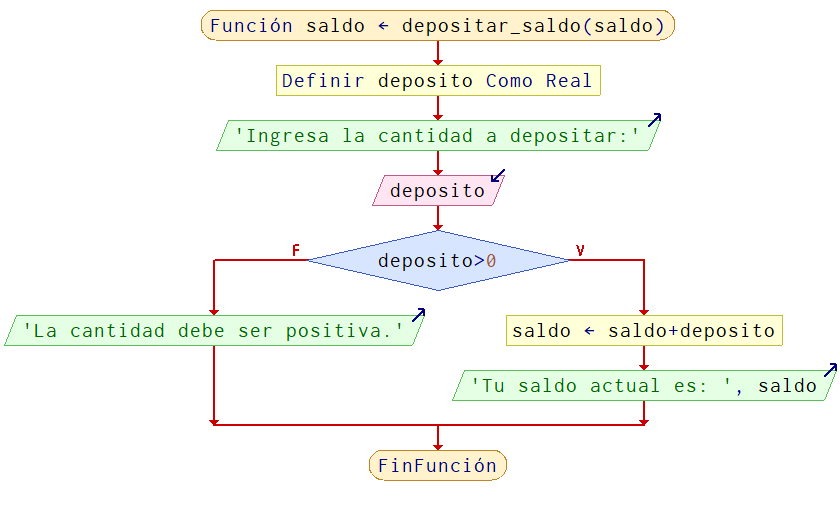 Función saldo ← depositar_saldo(saldo)
Definir deposito Como Real
'Ingresa la cantidad a depositar:'
deposito
deposito>0
F
V
'La cantidad debe ser positiva.'
saldo ← saldo+deposito
'Tu saldo actual es: ', saldo
FinFunción